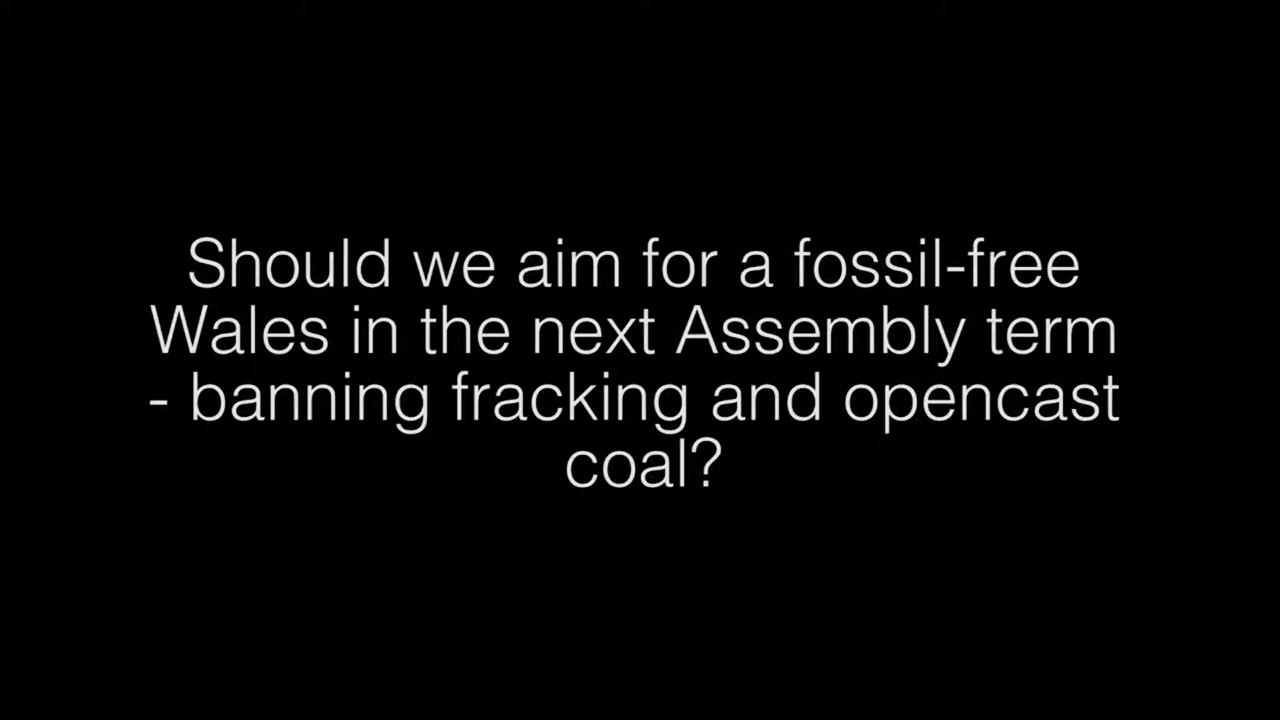 Should we aim for a fossil-free
Wales in the next Assembly term
- banning fracking and opencast
coal?